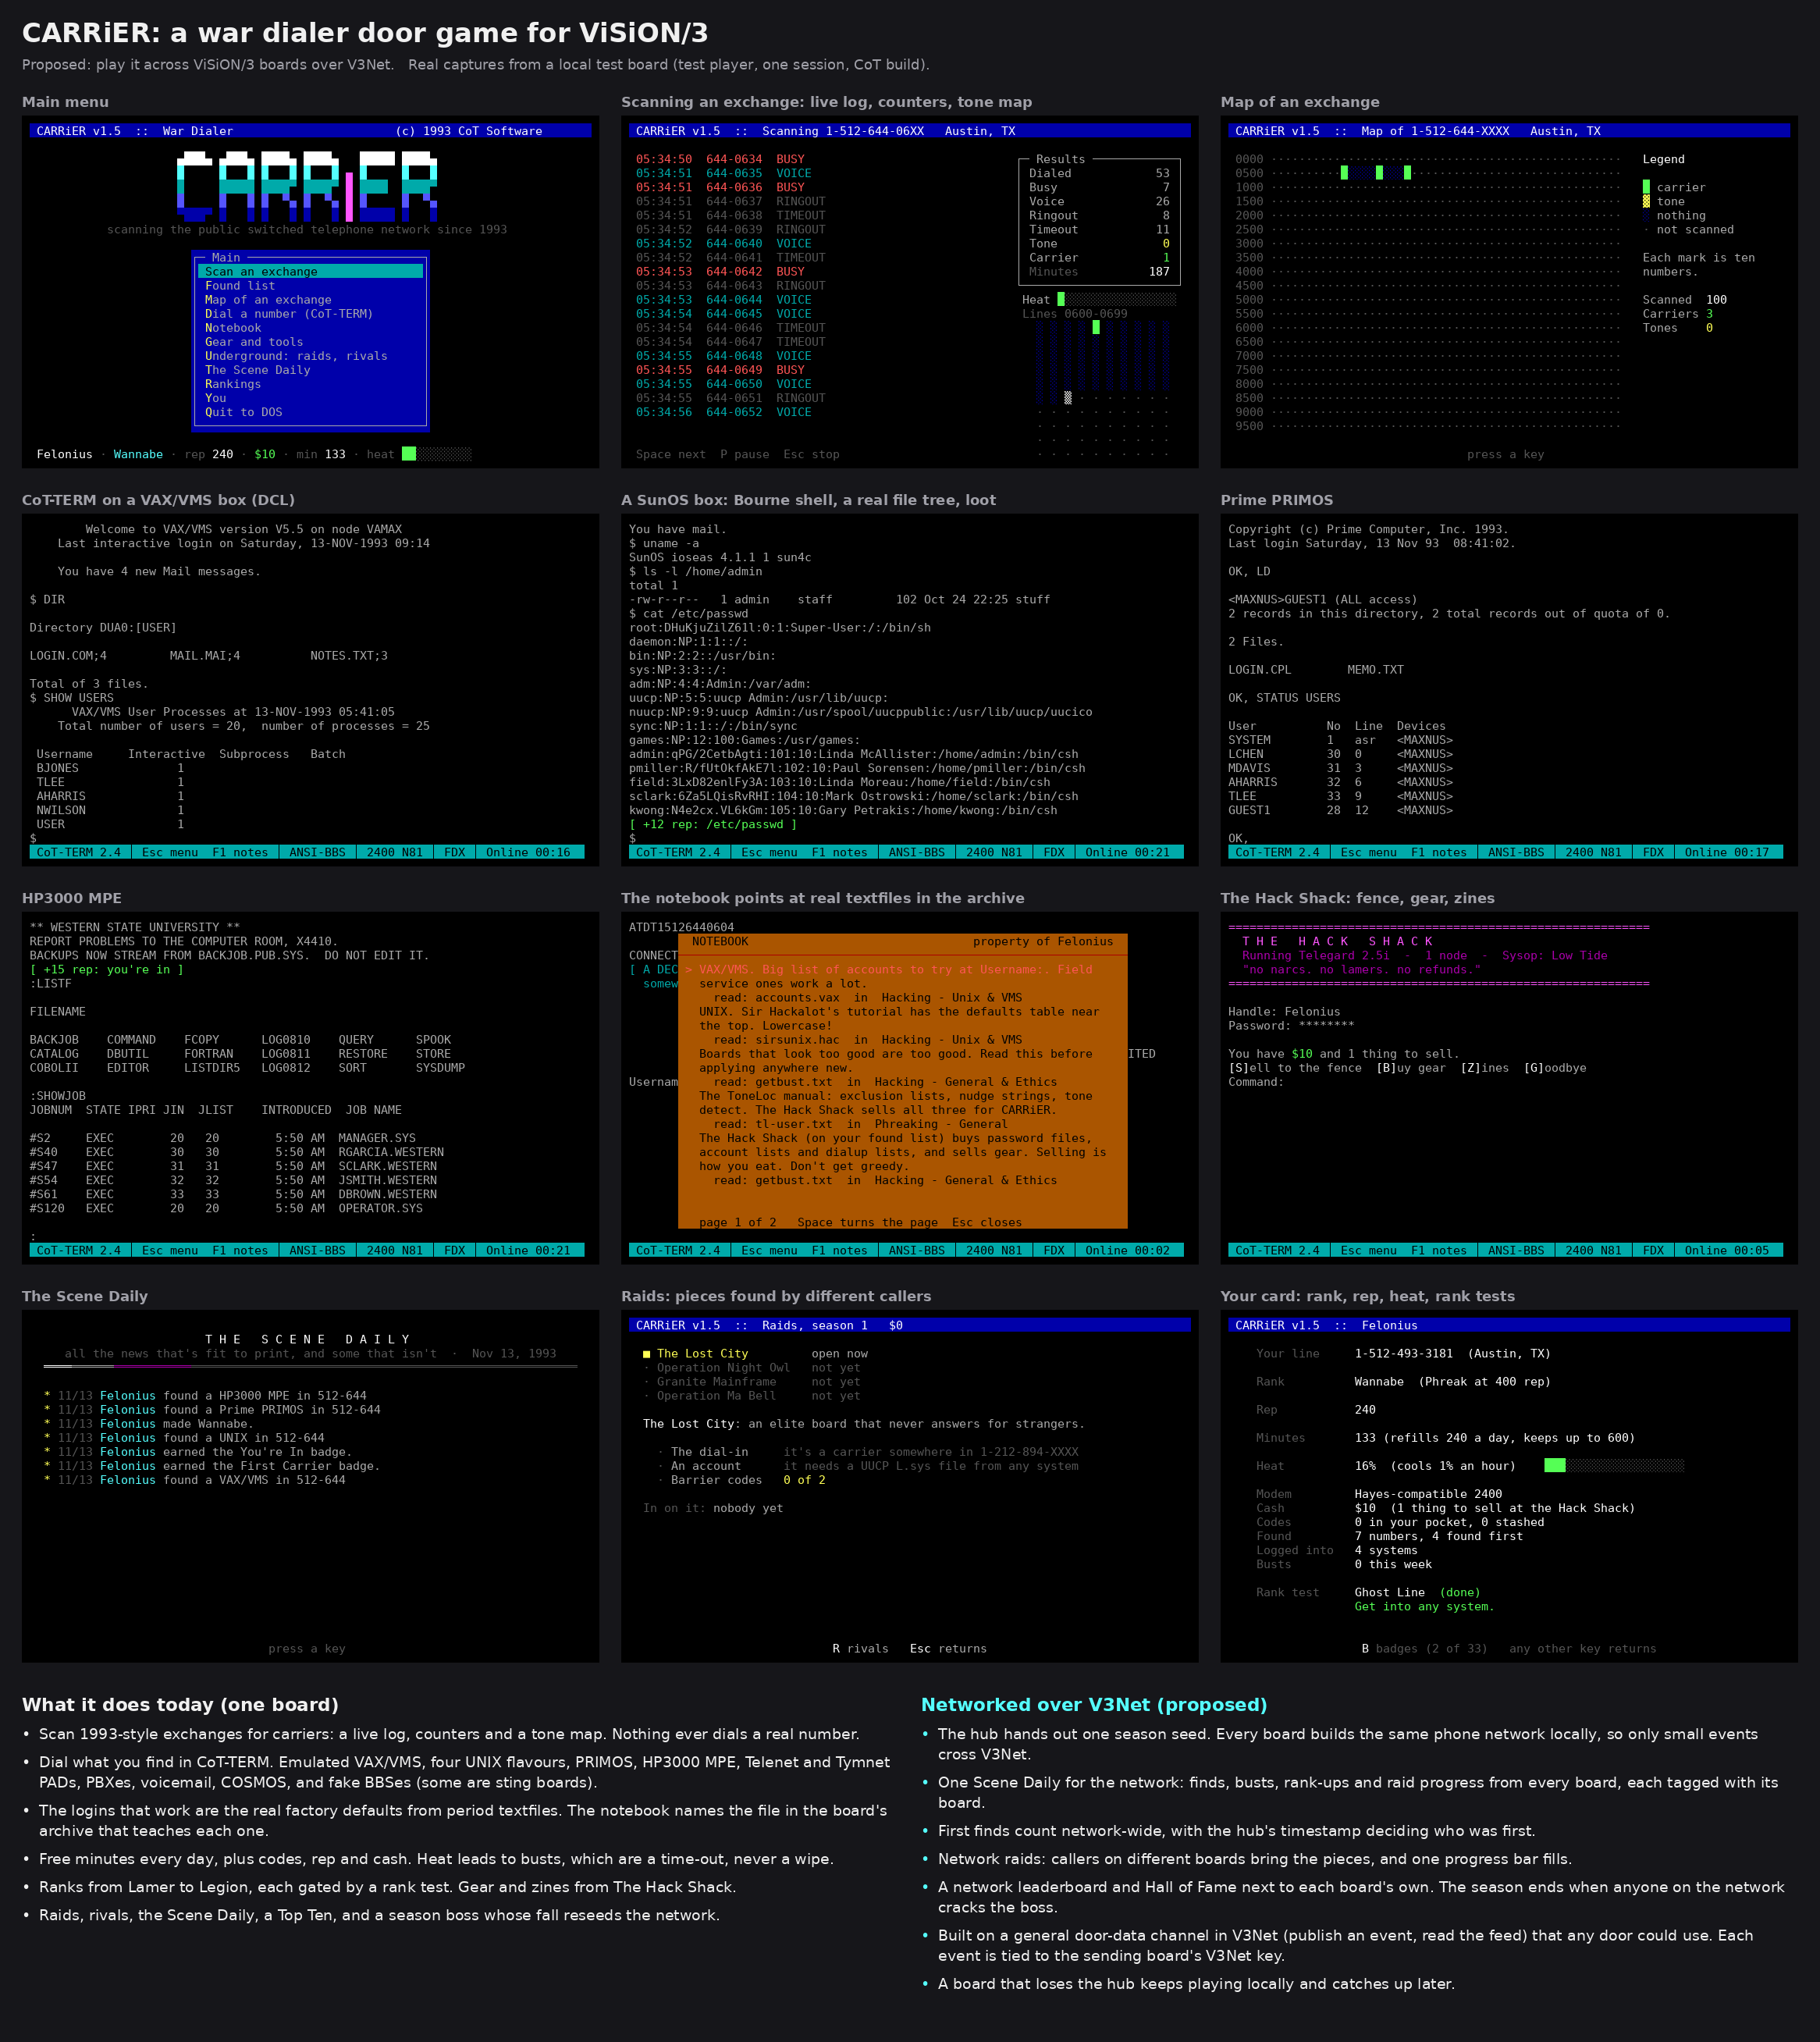 CARRiER: a war dialer door game for ViSiON/3
Proposed: play it across ViSiON/3 boards over V3Net.   Real captures from a local test board (test player, one session, CoT build).
Main menu
CARRiER v1.5  ::  War Dialer                       (c) 1993 CoT Software
CARRiER
scanning the public switched telephone network since 1993
Main
Scan an exchange
Found list
Map of an exchange
Dial a number (CoT-TERM)
Notebook
Gear and tools
Underground: raids, rivals
The Scene Daily
Rankings
You
Quit to DOS
Felonius · Wannabe · rep 240 · $10 · min 133 · heat
Scanning an exchange: live log, counters, tone map
CARRiER v1.5  ::  Scanning 1-512-644-06XX   Austin, TX
05:34:50  644-0634  BUSY
05:34:51  644-0635  VOICE
05:34:51  644-0636  BUSY
05:34:51  644-0637  RINGOUT
05:34:51  644-0638  TIMEOUT
05:34:52  644-0639  RINGOUT
05:34:52  644-0640  VOICE
05:34:52  644-0641  TIMEOUT
05:34:53  644-0642  BUSY
05:34:53  644-0643  RINGOUT
05:34:53  644-0644  VOICE
05:34:54  644-0645  VOICE
05:34:54  644-0646  TIMEOUT
05:34:54  644-0647  TIMEOUT
05:34:55  644-0648  VOICE
05:34:55  644-0649  BUSY
05:34:55  644-0650  VOICE
05:34:55  644-0651  RINGOUT
05:34:56  644-0652  VOICE
Results
Dialed 53
Busy 7
Voice 26
Ringout 8
Timeout 11
Tone 0
Carrier 1
Minutes 187
Heat
Lines 0600-0699
Space next  P pause  Esc stop
Map of an exchange
CARRiER v1.5  ::  Map of 1-512-644-XXXX   Austin, TX
0000
0500
1000
1500
2000
2500
3000
3500
4000
4500
5000
5500
6000
6500
7000
7500
8000
8500
9000
9500
Legend
carrier
tone
nothing
· not scanned
Each mark is ten
numbers.
Scanned  100
Carriers 3
Tones    0
press a key
CoT-TERM on a VAX/VMS box (DCL)
Welcome to VAX/VMS version V5.5 on node VAMAX
Last interactive login on Saturday, 13-NOV-1993 09:14
You have 4 new Mail messages.
$ DIR
Directory DUA0:[USER]
LOGIN.COM;4         MAIL.MAI;4          NOTES.TXT;3
Total of 3 files.
$ SHOW USERS
VAX/VMS User Processes at 13-NOV-1993 05:41:05
Total number of users = 20,  number of processes = 25
Username     Interactive  Subprocess   Batch
BJONES              1
TLEE                1
AHARRIS             1
NWILSON             1
USER                1
$
CoT-TERM 2.4 | Esc menu  F1 notes | ANSI-BBS | 2400 N81 | FDX | Online 00:16
A SunOS box: Bourne shell, a real file tree, loot
You have mail.
$ uname -a
SunOS ioseas 4.1.1 1 sun4c
$ ls -l /home/admin
total 1
-rw-r--r--   1 admin    staff         102 Oct 24 22:25 stuff
$ cat /etc/passwd
root:DHuKjuZilZ61l:0:1:Super-User:/:/bin/sh
daemon:NP:1:1::/:
bin:NP:2:2::/usr/bin:
sys:NP:3:3::/:
adm:NP:4:4:Admin:/var/adm:
uucp:NP:5:5:uucp Admin:/usr/lib/uucp:
nuucp:NP:9:9:uucp Admin:/usr/spool/uucppublic:/usr/lib/uucp/uucico
sync:NP:1:1::/:/bin/sync
games:NP:12:100:Games:/usr/games:
admin:qPG/2CetbAgti:101:10:Linda McAllister:/home/admin:/bin/csh
pmiller:R/fUtOkfAkE7l:102:10:Paul Sorensen:/home/pmiller:/bin/csh
field:3LxD82enlFy3A:103:10:Linda Moreau:/home/field:/bin/csh
sclark:6Za5LQisRvRHI:104:10:Mark Ostrowski:/home/sclark:/bin/csh
kwong:N4e2cx.VL6kGm:105:10:Gary Petrakis:/home/kwong:/bin/csh
[ +12 rep: /etc/passwd ]
$
CoT-TERM 2.4 | Esc menu  F1 notes | ANSI-BBS | 2400 N81 | FDX | Online 00:21
Prime PRIMOS
Copyright (c) Prime Computer, Inc. 1993.
Last login Saturday, 13 Nov 93  08:41:02.
OK, LD
<MAXNUS>GUEST1 (ALL access)
2 records in this directory, 2 total records out of quota of 0.
2 Files.
LOGIN.CPL        MEMO.TXT
OK, STATUS USERS
User          No  Line  Devices
SYSTEM        1   asr   <MAXNUS>
LCHEN         30  0     <MAXNUS>
MDAVIS        31  3     <MAXNUS>
AHARRIS       32  6     <MAXNUS>
TLEE          33  9     <MAXNUS>
GUEST1        28  12    <MAXNUS>
OK,
CoT-TERM 2.4 | Esc menu  F1 notes | ANSI-BBS | 2400 N81 | FDX | Online 00:17
HP3000 MPE
** WESTERN STATE UNIVERSITY **
REPORT PROBLEMS TO THE COMPUTER ROOM, X4410.
BACKUPS NOW STREAM FROM BACKJOB.PUB.SYS.  DO NOT EDIT IT.
[ +15 rep: you're in ]
:LISTF
FILENAME
BACKJOB    COMMAND    FCOPY      LOG0810    QUERY      SPOOK
CATALOG    DBUTIL     FORTRAN    LOG0811    RESTORE    STORE
COBOLII    EDITOR     LISTDIR5   LOG0812    SORT       SYSDUMP
:SHOWJOB
JOBNUM  STATE IPRI JIN  JLIST    INTRODUCED  JOB NAME
#S2     EXEC        20   20        5:50 AM  MANAGER.SYS
#S40    EXEC        30   30        5:50 AM  RGARCIA.WESTERN
#S47    EXEC        31   31        5:50 AM  SCLARK.WESTERN
#S54    EXEC        32   32        5:50 AM  JSMITH.WESTERN
#S61    EXEC        33   33        5:50 AM  DBROWN.WESTERN
#S120   EXEC        20   20        5:50 AM  OPERATOR.SYS
:
CoT-TERM 2.4 | Esc menu  F1 notes | ANSI-BBS | 2400 N81 | FDX | Online 00:21
The notebook points at real textfiles in the archive
ATDT15126440604
CONNECT
[ A DEC
somew
ITED
Usernam
NOTEBOOK                                property of Felonius
> VAX/VMS. Big list of accounts to try at Username:. Field
service ones work a lot.
read: accounts.vax  in  Hacking - Unix & VMS
UNIX. Sir Hackalot's tutorial has the defaults table near
the top. Lowercase!
read: sirsunix.hac  in  Hacking - Unix & VMS
Boards that look too good are too good. Read this before
applying anywhere new.
read: getbust.txt  in  Hacking - General & Ethics
The ToneLoc manual: exclusion lists, nudge strings, tone
detect. The Hack Shack sells all three for CARRiER.
read: tl-user.txt  in  Phreaking - General
The Hack Shack (on your found list) buys password files,
account lists and dialup lists, and sells gear. Selling is
how you eat. Don't get greedy.
read: getbust.txt  in  Hacking - General & Ethics
page 1 of 2   Space turns the page  Esc closes
CoT-TERM 2.4 | Esc menu  F1 notes | ANSI-BBS | 2400 N81 | FDX | Online 00:02
The Hack Shack: fence, gear, zines
============================================================
T H E   H A C K   S H A C K
Running Telegard 2.5i  -  1 node  -  Sysop: Low Tide
"no narcs. no lamers. no refunds."
============================================================
Handle: Felonius
Password: ********
You have $10 and 1 thing to sell.
[S]ell to the fence  [B]uy gear  [Z]ines  [G]oodbye
Command:
CoT-TERM 2.4 | Esc menu  F1 notes | ANSI-BBS | 2400 N81 | FDX | Online 00:05
The Scene Daily
T H E   S C E N E   D A I L Y
all the news that's fit to print, and some that isn't  ·  Nov 13, 1993
* 11/13 Felonius found a HP3000 MPE in 512-644
* 11/13 Felonius found a Prime PRIMOS in 512-644
* 11/13 Felonius made Wannabe.
* 11/13 Felonius found a UNIX in 512-644
* 11/13 Felonius earned the You're In badge.
* 11/13 Felonius earned the First Carrier badge.
* 11/13 Felonius found a VAX/VMS in 512-644
press a key
Raids: pieces found by different callers
CARRiER v1.5  ::  Raids, season 1   $0
■ The Lost City         open now
· Operation Night Owl   not yet
· Granite Mainframe     not yet
· Operation Ma Bell     not yet
The Lost City: an elite board that never answers for strangers.
· The dial-in     it's a carrier somewhere in 1-212-894-XXXX
· An account      it needs a UUCP L.sys file from any system
· Barrier codes   0 of 2
In on it: nobody yet
R rivals   Esc returns
Your card: rank, rep, heat, rank tests
CARRiER v1.5  ::  Felonius
Your line     1-512-493-3181  (Austin, TX)
Rank          Wannabe  (Phreak at 400 rep)
Rep           240
Minutes       133 (refills 240 a day, keeps up to 600)
Heat          16%  (cools 1% an hour)
Modem         Hayes-compatible 2400
Cash          $10  (1 thing to sell at the Hack Shack)
Codes         0 in your pocket, 0 stashed
Found         7 numbers, 4 found first
Logged into   4 systems
Busts         0 this week
Rank test     Ghost Line  (done)
Get into any system.
B badges (2 of 33)   any other key returns
What it does today (one board)
• Scan 1993-style exchanges for carriers: a live log, counters and a tone map. Nothing ever dials a real number.
• Dial what you find in CoT-TERM. Emulated VAX/VMS, four UNIX flavours, PRIMOS, HP3000 MPE, Telenet and Tymnet
PADs, PBXes, voicemail, COSMOS, and fake BBSes (some are sting boards).
• The logins that work are the real factory defaults from period textfiles. The notebook names the file in the board's
archive that teaches each one.
• Free minutes every day, plus codes, rep and cash. Heat leads to busts, which are a time-out, never a wipe.
• Ranks from Lamer to Legion, each gated by a rank test. Gear and zines from The Hack Shack.
• Raids, rivals, the Scene Daily, a Top Ten, and a season boss whose fall reseeds the network.
Networked over V3Net (proposed)
• The hub hands out one season seed. Every board builds the same phone network locally, so only small events
cross V3Net.
• One Scene Daily for the network: finds, busts, rank-ups and raid progress from every board, each tagged with its
board.
• First finds count network-wide, with the hub's timestamp deciding who was first.
• Network raids: callers on different boards bring the pieces, and one progress bar fills.
• A network leaderboard and Hall of Fame next to each board's own. The season ends when anyone on the network
cracks the boss.
• Built on a general door-data channel in V3Net (publish an event, read the feed) that any door could use. Each
event is tied to the sending board's V3Net key.
• A board that loses the hub keeps playing locally and catches up later.